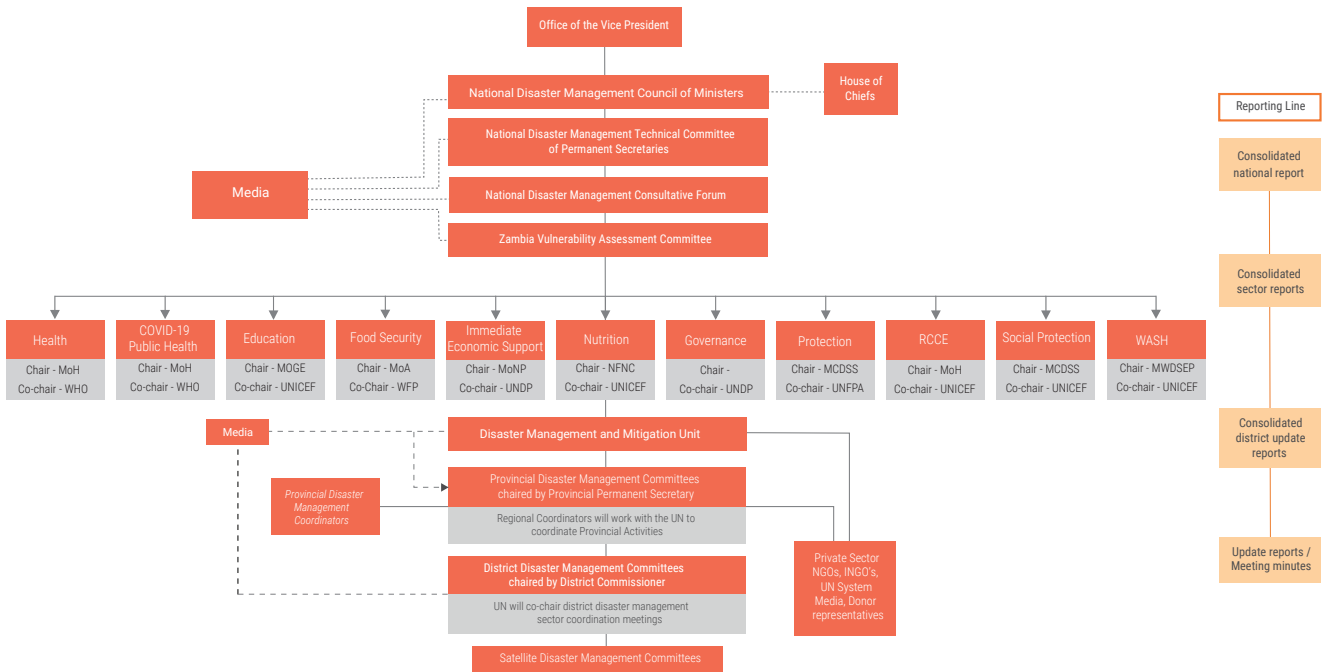 Office of the Vice President
National Disaster Management Council of Ministers
House of
Chiefs
Reporting Line
National Disaster Management Technical Committee
of Permanent Secretaries
Consolidated
national report
Media
National Disaster Management Consultative Forum
Zambia Vulnerability Assessment Committee
Consolidated
sector reports
Health
Chair - MoH
Co-chair - WHO
COVID-19
Public Health
Chair - MoH
Co-chair - WHO
Education
Chair - MOGE
Co-chair - UNICEF
Food Security
Chair - MoA
Co-chair - WFP
Immediate
Economic Support
Chair - MoNP
Co-chair - UNDP
Nutrition
Chair - NFNC
Co-chair - UNICEF
Governance
Chair -
Co-chair - UNDP
Protection
Chair - MCDSS
Co-chair - UNFPA
RCCE
Chair - MoH
Co-chair - UNICEF
Social Protection
Chair - MCDSS
Co-chair - UNICEF
WASH
Chair - MWDSEP
Co-chair - UNICEF
Media
Disaster Management and Mitigation Unit
Consolidated
district update
reports
Provincial Disaster
Management
Coordinators
Provincial Disaster Management Committees
chaired by Provincial Permanent Secretary
Regional Coordinators will work with the UN to
coordinate Provincial Activities
Private Sector
NGOs, INGO's,
UN System
Media, Donor
representatives
Update reports /
Meeting minutes
District Disaster Management Committees
chaired by District Commissioner
UN will co-chair district disaster management
sector coordination meetings
Satellite Disaster Management Committees